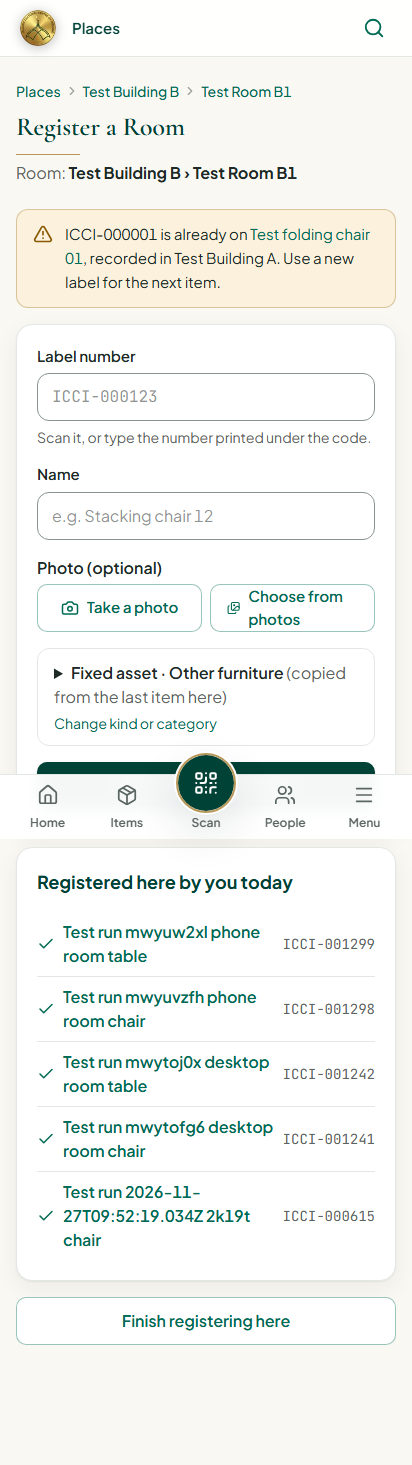 Places
Places › Test Building B › Test Room B1
Register a Room
Room: Test Building B › Test Room B1
ICCI-000001 is already on Test folding chair
01, recorded in Test Building A. Use a new
label for the next item.
Label number
ICCI-000123
Scan it, or type the number printed under the code.
Name
e.g. Stacking chair 12
Photo (optional)
Take a photo
Choose from
photos
Fixed asset · Other furniture (copied
from the last item here)
Change kind or category
Home
Items
Scan
People
Menu
Registered here by you today
Test run mwyuw2xl phone
room table
ICCI-001299
Test run mwyuvzfh phone
room chair
ICCI-001298
Test run mwytoj0x desktop
room table
ICCI-001242
Test run mwytofg6 desktop
room chair
ICCI-001241
Test run 2026-11-
27T09:52:19.034Z 2k19t
chair
ICCI-000615
Finish registering here